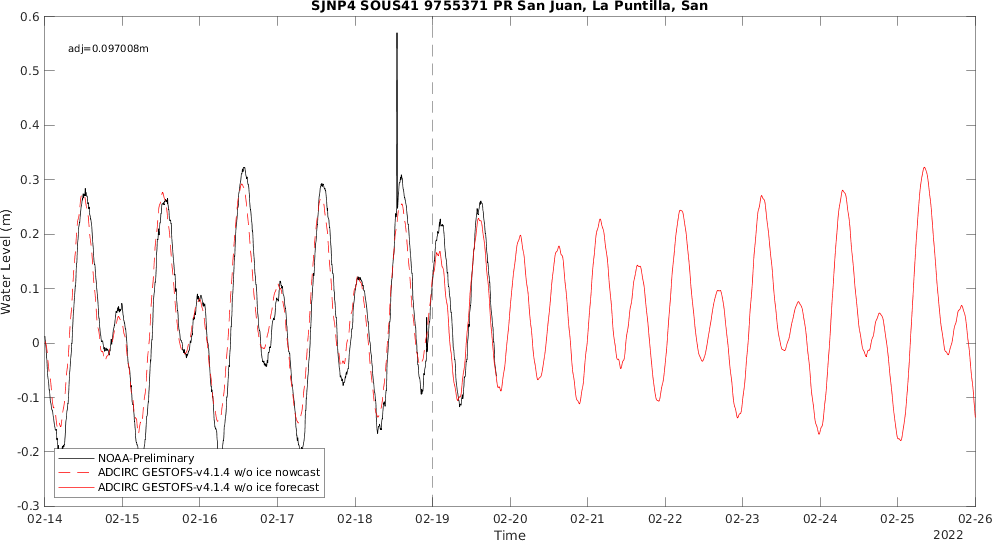 SJNP4 SOUS41 9755371 PR San Juan, La Puntilla, San
adj=0.097008m
Water Level (m)
0.6
0.5
0.4
0.3
0.2
0.1
0
-0.1
-0.2
-0.3
NOAA-Preliminary
ADCIRC GESTOFS-v4.1.4 w/o ice nowcast
ADCIRC GESTOFS-v4.1.4 w/o ice forecast
02-14 02-15 02-16 02-17 02-18 02-19 02-20 02-21 02-22 02-23 02-24 02-25 02-26
Time
2022